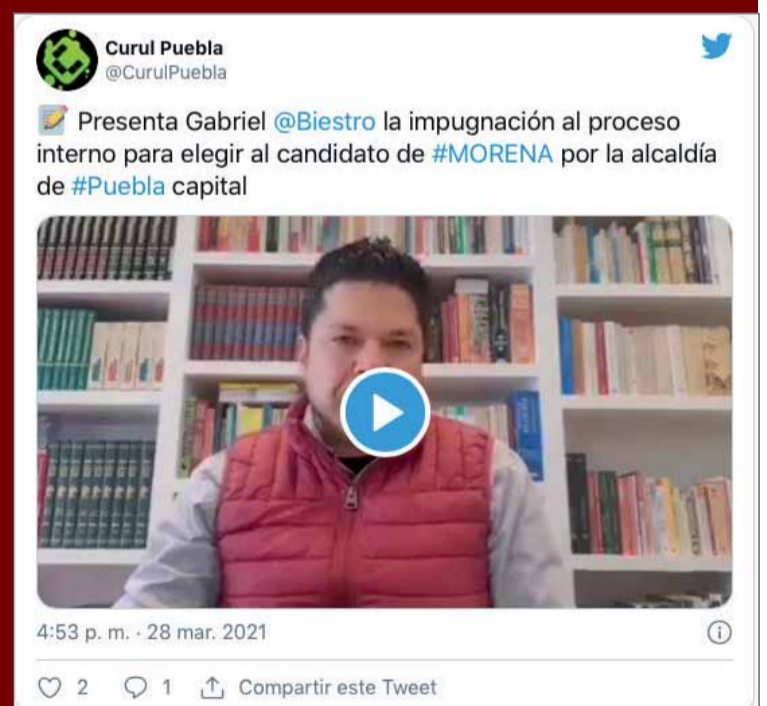 Curul Puebla
@CurulPuebla
📝 Presenta Gabriel @Biestro la impugnación al proceso
interno para elegir al candidato de #MORENA por la alcaldía
de #Puebla capital
4:53 p. m. · 28 mar. 2021
2 1 Compartir este Tweet